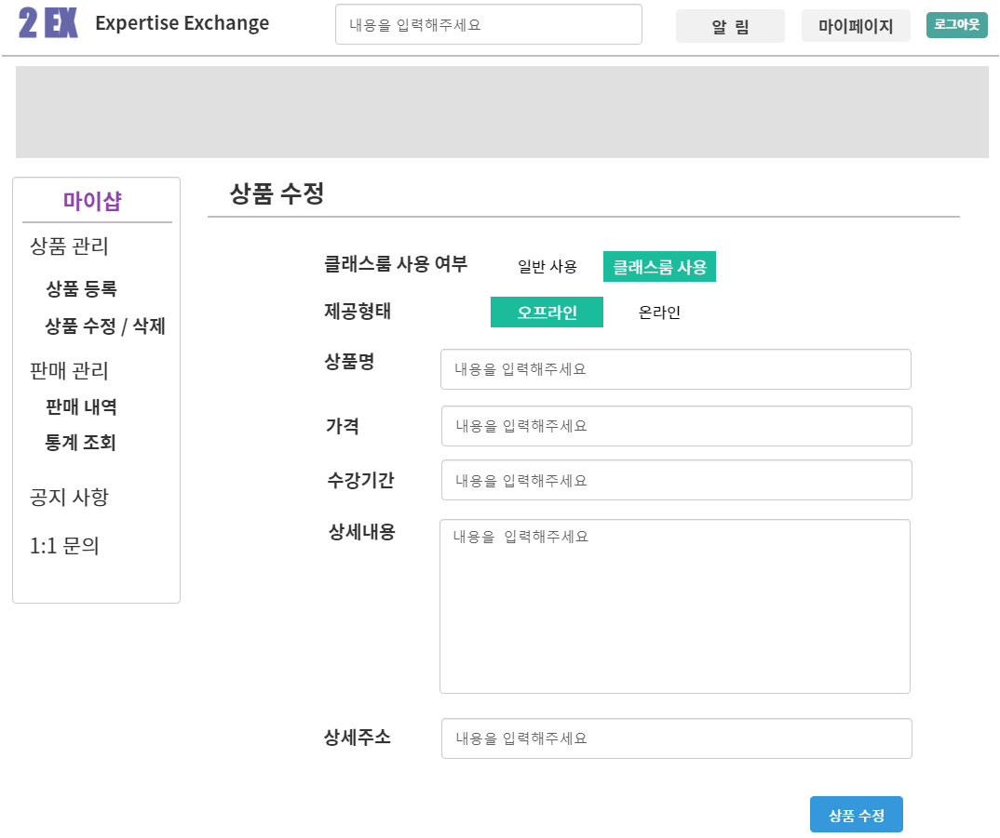 2 EX Expertise Exchange 내용을 입력해주세요 알 림 마이페이지 로그아웃
마이샵
상품 관리
상품 등록
상품 수정 / 삭제
판매 관리
판매 내역
통계 조회
공지 사항
1:1 문의
상품 수정
클래스룸 사용 여부 일반 사용 클래스룸 사용
제공형태 오프라인 온라인
상품명 내용을 입력해주세요
가격 내용을 입력해주세요
수강기간 내용을 입력해주세요
상세내용 내용을 입력해주세요
상세주소 내용을 입력해주세요
상품 수정